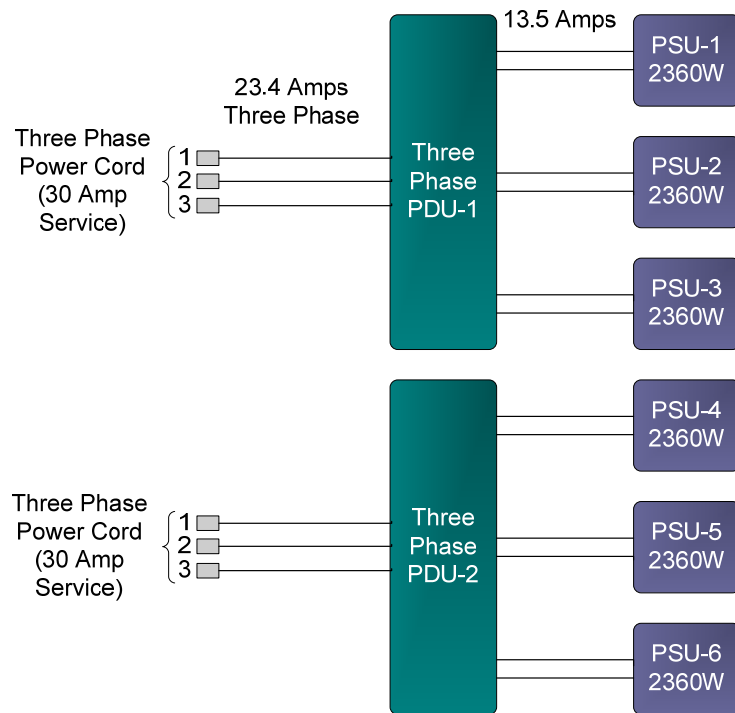 13.5 Amps
23.4 Amps
Three Phase
Three Phase
Power Cord
(30 Amp
Service)
1
2
3
Three
Phase
PDU-1
PSU-1
2360W
PSU-2
2360W
PSU-3
2360W
Three Phase
Power Cord
(30 Amp
Service)
1
2
3
Three
Phase
PDU-2
PSU-4
2360W
PSU-5
2360W
PSU-6
2360W